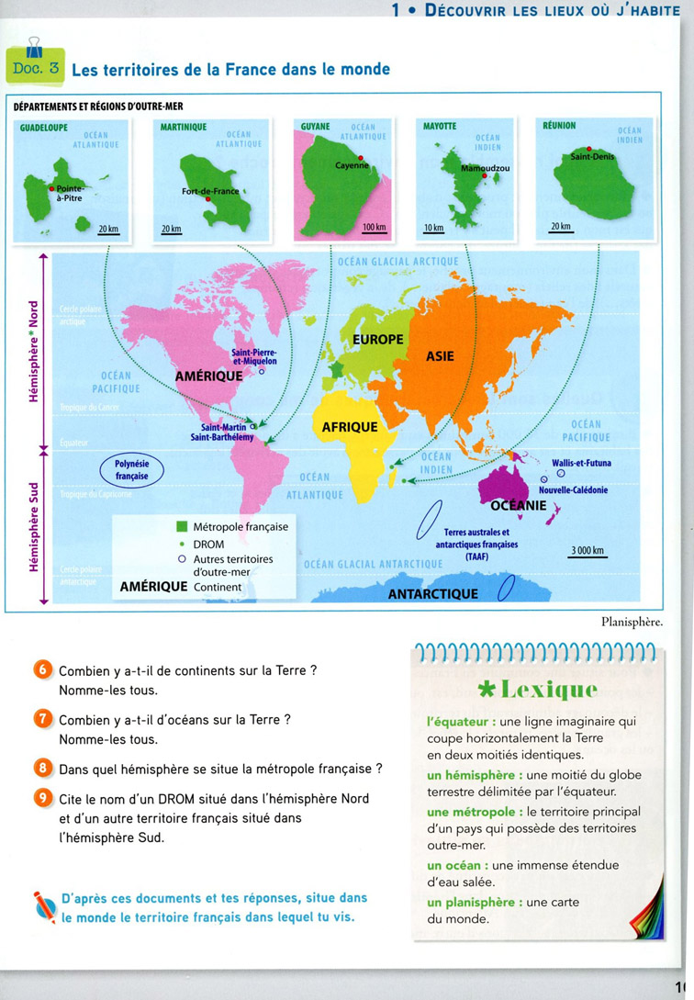 1 • DÉCOUVRIR LES LIEUX OÙ J'HABITE
Doc. 3 Les territoires de la France dans le monde
DÉPARTEMENTS ET RÉGIONS D'OUTRE-MER
GUADELOUPE
OCÉAN
ATLANTIQUE
Pointe-
à-Pitre
20 km
MARTINIQUE
OCÉAN
ATLANTIQUE
Fort-de-France
20 km
GUYANE
OCÉAN
ATLANTIQUE
Cayenne
100 km
MAYOTTE
OCÉAN
INDIEN
Mamoudzou
10 km
RÉUNION
OCÉAN
INDIEN
Saint-Denis
20 km
Hémisphère* Nord
Hémisphère Sud
OCÉAN GLACIAL ARCTIQUE
Cercle polaire
arctique
EUROPE
ASIE
Saint-Pierre-
et-Miquelon
AMÉRIQUE
OCÉAN
PACIFIQUE
Tropique du Cancer
Saint-Martin
Saint-Barthélemy
AFRIQUE
OCÉAN
PACIFIQUE
Équateur
Polynésie
française
OCÉAN
INDIEN
Wallis-et-Futuna
OCÉAN
ATLANTIQUE
Nouvelle-Calédonie
Tropique du Capricorne
OCÉANIE
Métropole française
DROM
Autres territoires
d'outre-mer
AMÉRIQUE Continent
Terres australes et
antarctiques françaises
(TAAF)
3 000 km
OCÉAN GLACIAL ANTARCTIQUE
Cercle polaire
antarctique
ANTARCTIQUE
Planisphère.
6 Combien y a-t-il de continents sur la Terre ?
Nomme-les tous.
7 Combien y a-t-il d'océans sur la Terre ?
Nomme-les tous.
8 Dans quel hémisphère se situe la métropole française ?
9 Cite le nom d'un DROM situé dans l'hémisphère Nord
et d'un autre territoire français situé dans
l'hémisphère Sud.
D'après ces documents et tes réponses, situe dans
le monde le territoire français dans lequel tu vis.
* Lexique
l'équateur : une ligne imaginaire qui
coupe horizontalement la Terre
en deux moitiés identiques.
un hémisphère : une moitié du globe
terrestre délimitée par l'équateur.
une métropole : le territoire principal
d'un pays qui possède des territoires
outre-mer.
un océan : une immense étendue
d'eau salée.
un planisphère : une carte
du monde.